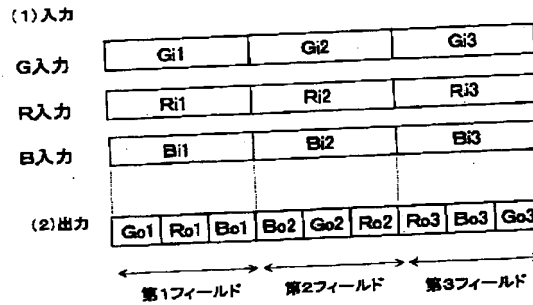 (1)入力
G入力 Gi1 Gi2 Gi3
R入力 Ri1 Ri2 Ri3
B入力 Bi1 Bi2 Bi3
(2)出力 Go1 Ro1 Bo1 Bo2 Go2 Ro2 Ro3 Bo3 Go3
第1フィールド 第2フィールド 第3フィールド